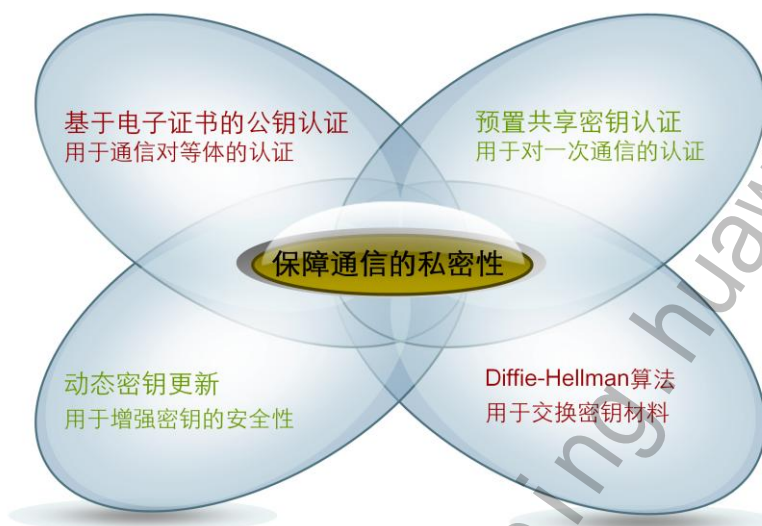 基于电子证书的公钥认证
用于通信对等体的认证
预置共享密钥认证
用于对一次通信的认证
保障通信的私密性
动态密钥更新
用于增强密钥的安全性
Diffie-Hellman算法
用于交换密钥材料
ning.huaw